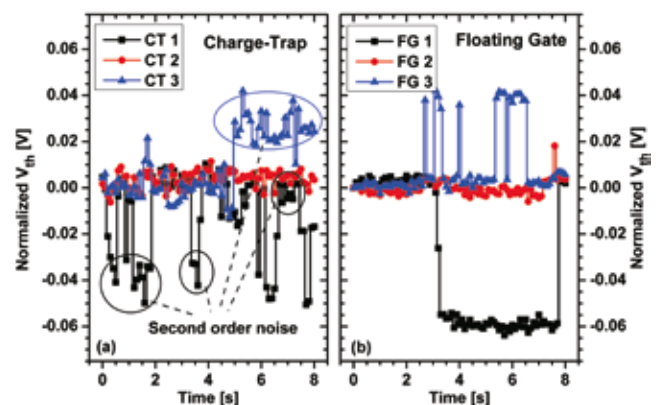 CT 1
CT 2
CT 3
Charge-Trap
FG 1
FG 2
FG 3
Floating Gate
Normalized Vth [V]
0.06
0.04
0.02
0.00
-0.02
-0.04
-0.06
Second order noise
(a)
(b)
0.06
0.04
0.02
0.00
-0.02
-0.04
-0.06
Normalized Vth [V]
0 2 4 6 8
0 2 4 6 8
Time [s]
Time [s]